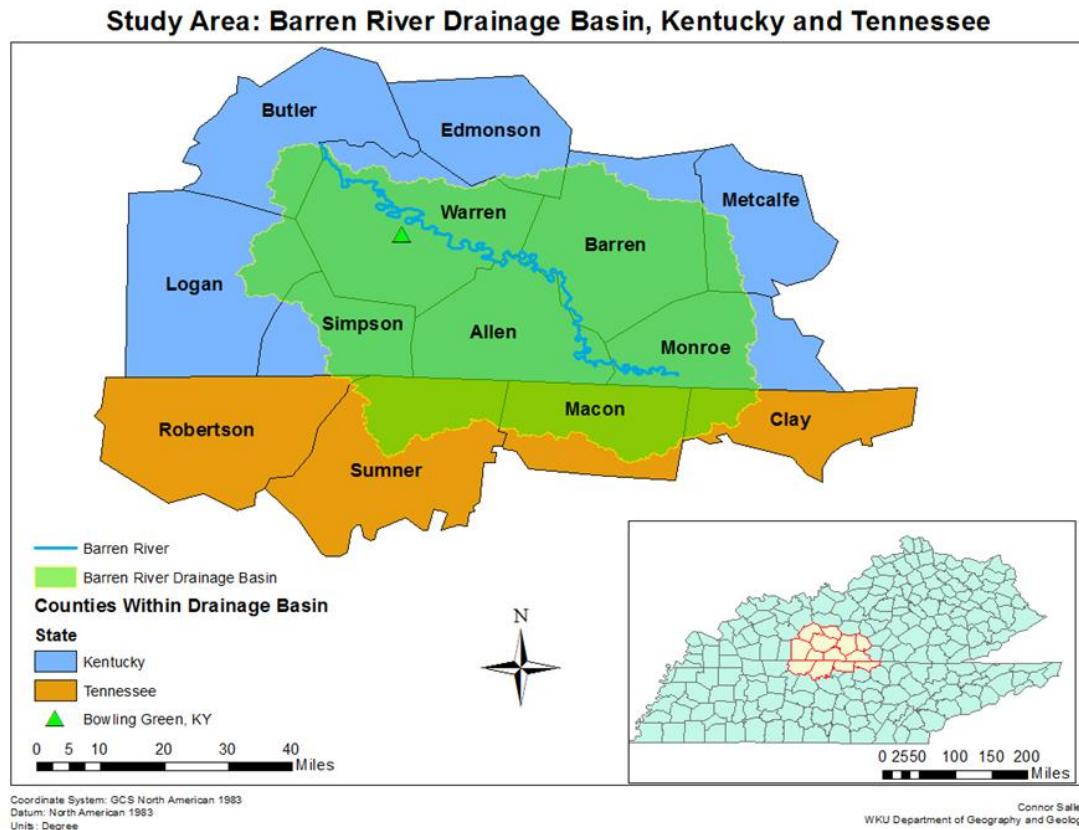 Study Area: Barren River Drainage Basin, Kentucky and Tennessee
Butler
Edmonson
Metcalfe
Warren
Barren
Logan
Simpson
Allen
Monroe
Macon
Clay
Robertson
Sumner
Barren River
Barren River Drainage Basin
Counties Within Drainage Basin
State
Kentucky
Tennessee
Bowling Green, KY
0 5 10 20 30 40
Miles
N
0 2550 100 150 200
Miles
Coordinate System: GCS North American 1983
Datum: North American 1983
Units: Degree
Connor Salle
WKU Department of Geography and Geolog